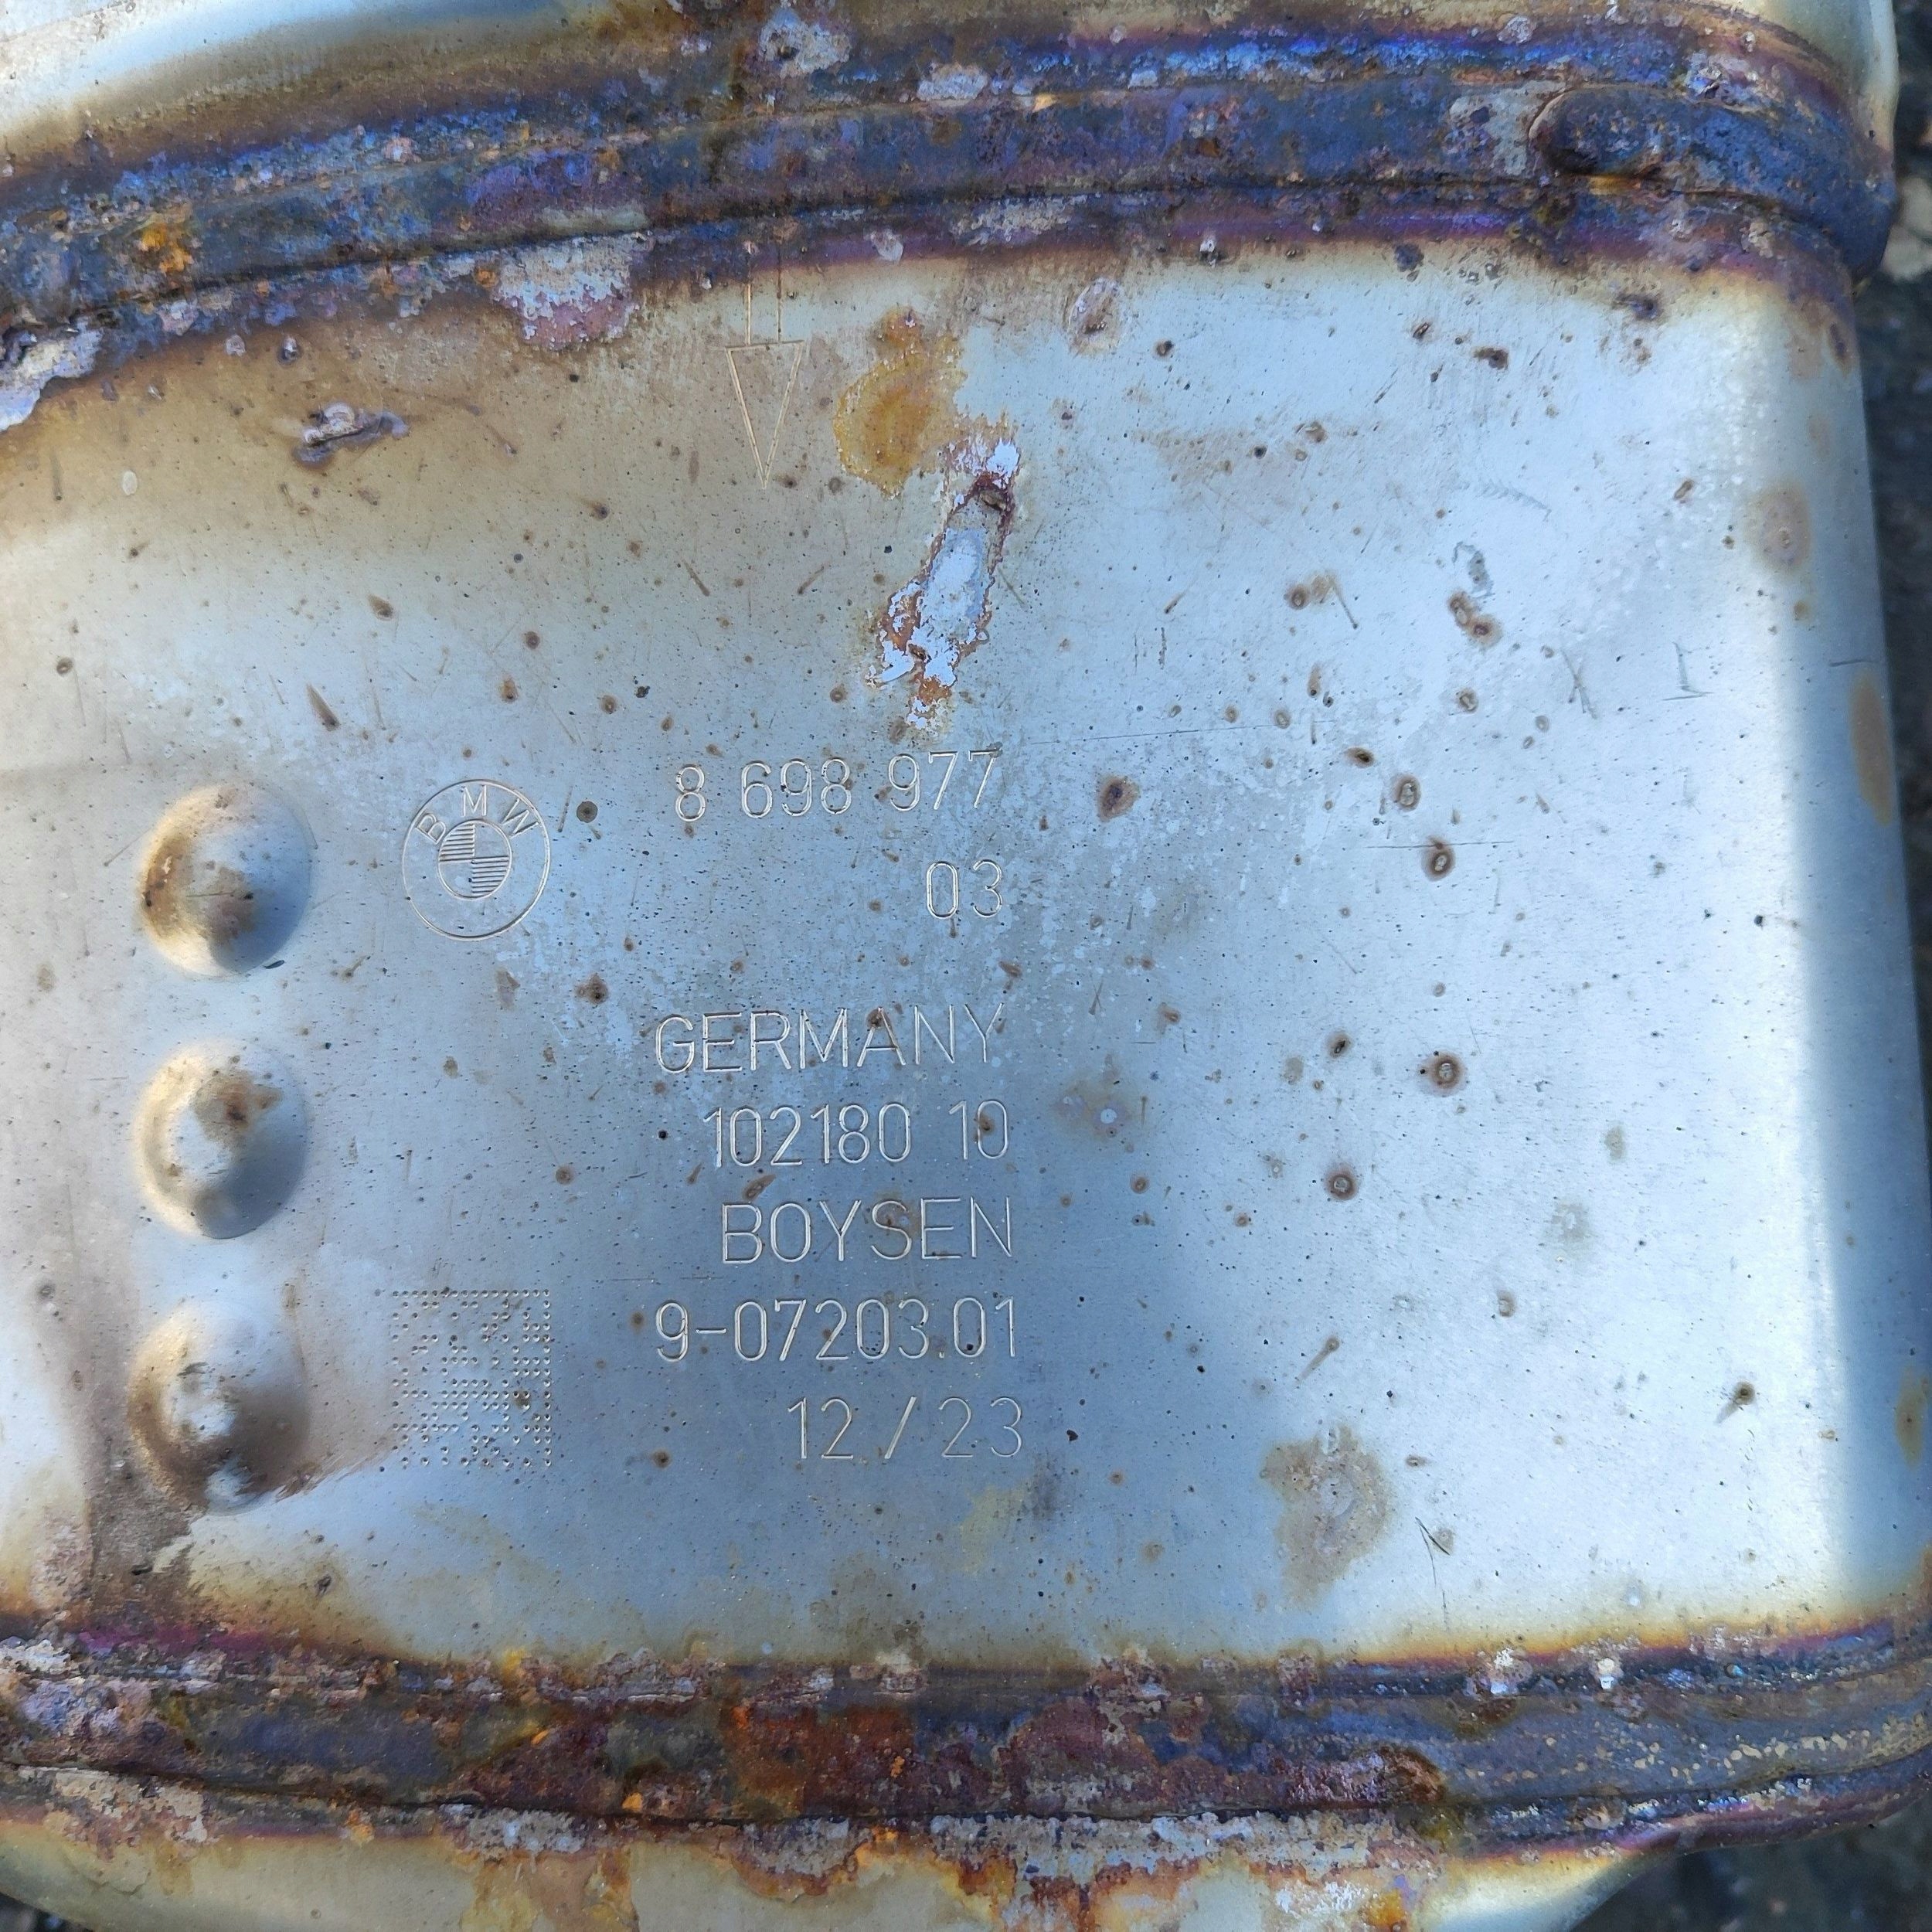 BMW
8 698 977
03
GERMANY
102180 10
BOYSEN
9-07203.01
12/23